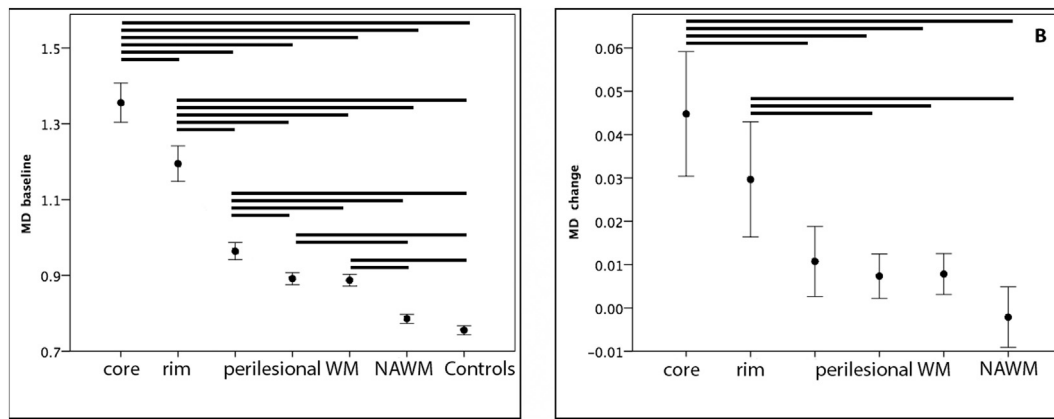 MD baseline
1.5
1.3
1.1
0.9
0.7
core rim perilesional WM NAWM Controls
B
MD change
0.06
0.05
0.04
0.03
0.02
0.01
0.00
−0.01
core rim perilesional WM NAWM